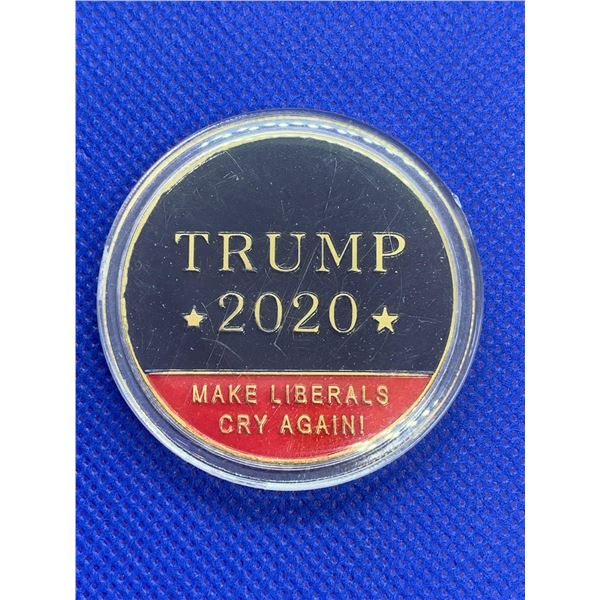 TRUMP
★ 2020 ★
MAKE LIBERALS
CRY AGAIN!